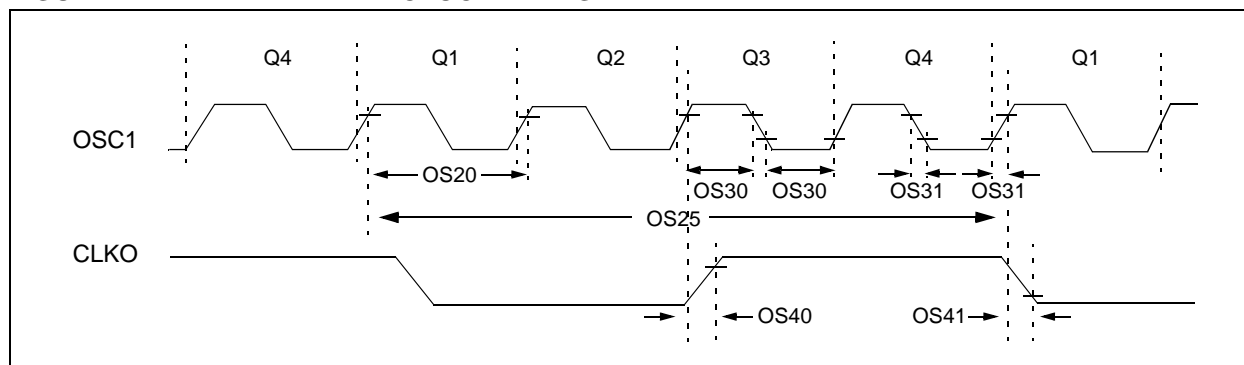 Q4 Q1 Q2 Q3 Q4 Q1
OSC1
OS20
OS30 OS30
OS31 OS31
OS25
CLKO
OS40
OS41